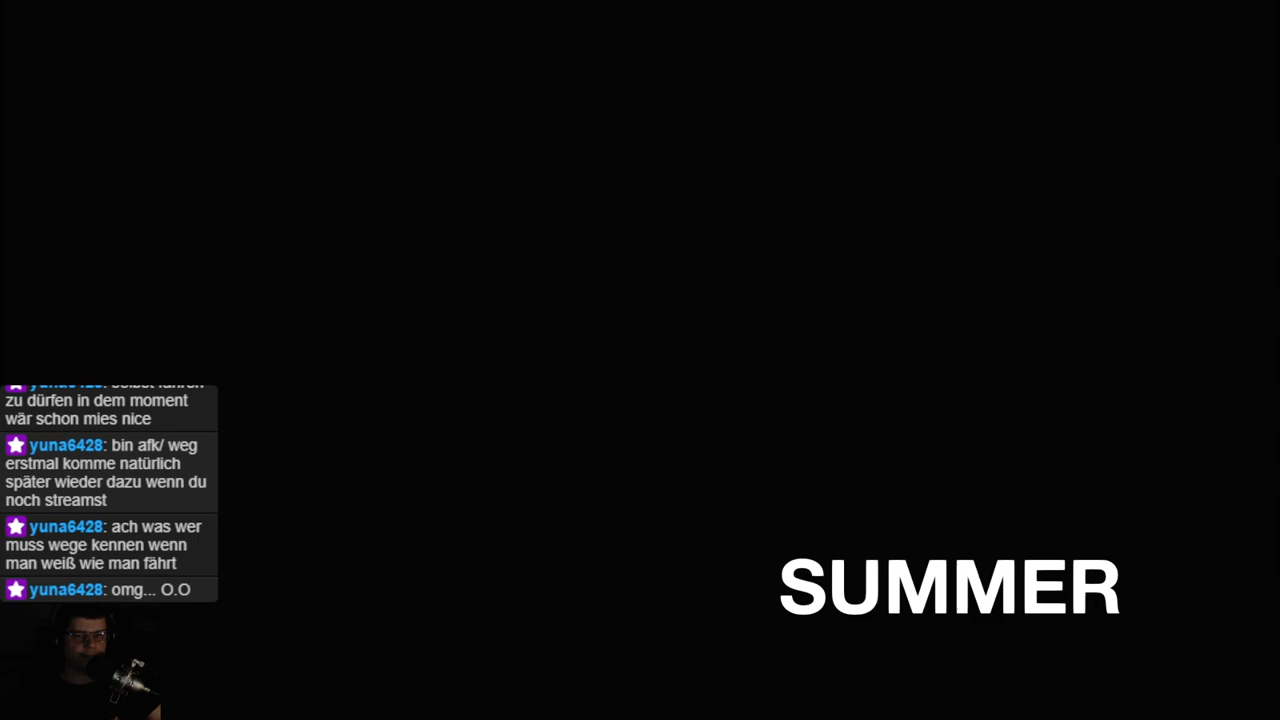 zu dürfen in dem moment
wär schon mies nice
yuna6428: bin afk/ weg
erstmal komme natürlich
später wieder dazu wenn du
noch streamst
yuna6428: ach was wer
muss wege kennen wenn
man weiß wie man fährt
yuna6428: omg... O.O
SUMMER